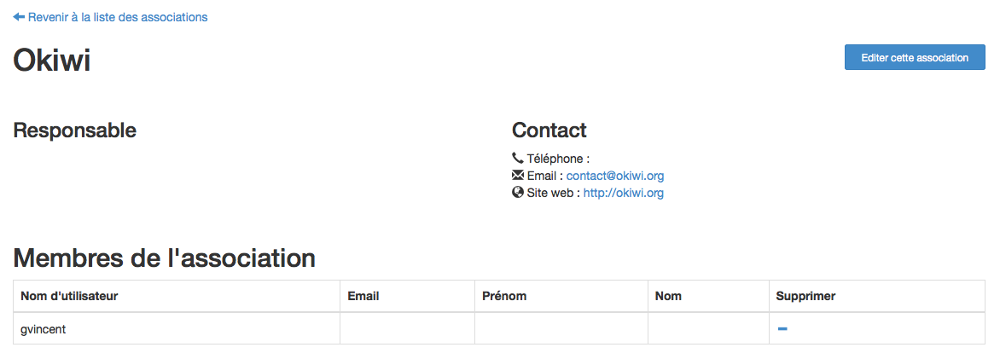 Revenir à la liste des associations
Okiwi
Editer cette association
Responsable
Contact
Téléphone :
Email : contact@okiwi.org
Site web : http://okiwi.org
Membres de l'association
Nom d'utilisateur Email Prénom Nom Supprimer
gvincent